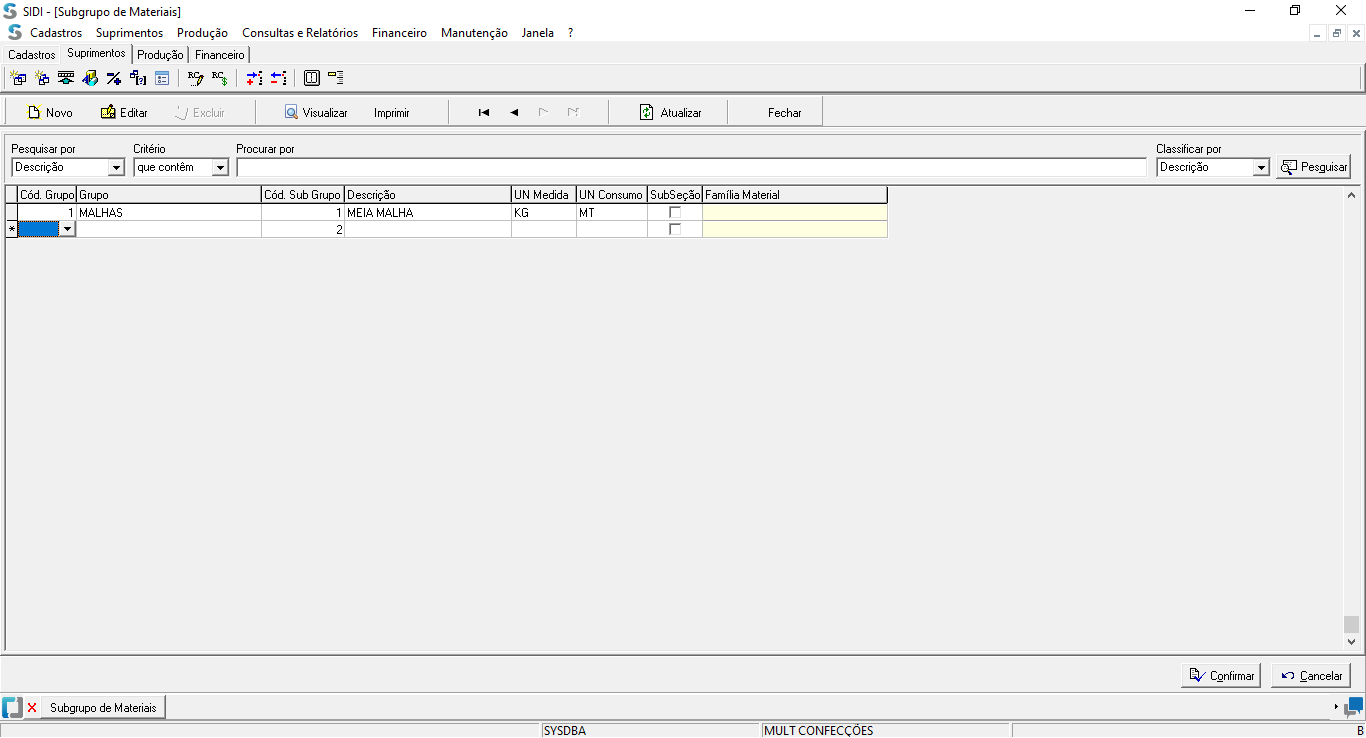 SIDI - [Subgrupo de Materiais]
Cadastros Suprimentos Produção Consultas e Relatórios Financeiro Manutenção Janela ?
Cadastros Suprimentos Produção Financeiro
Novo Editar Excluir Visualizar Imprimir Atualizar Fechar
Pesquisar por Critério Procurar por Classificar por
Descrição que contêm Descrição Pesquisar
Cód. Grupo Grupo Cód. Sub Grupo Descrição UN Medida UN Consumo SubSeção Família Material
1 MALHAS 1 MEIA MALHA KG MT
* 2
Confirmar Cancelar
Subgrupo de Materiais
SYSDBA MULT CONFECÇÕES B